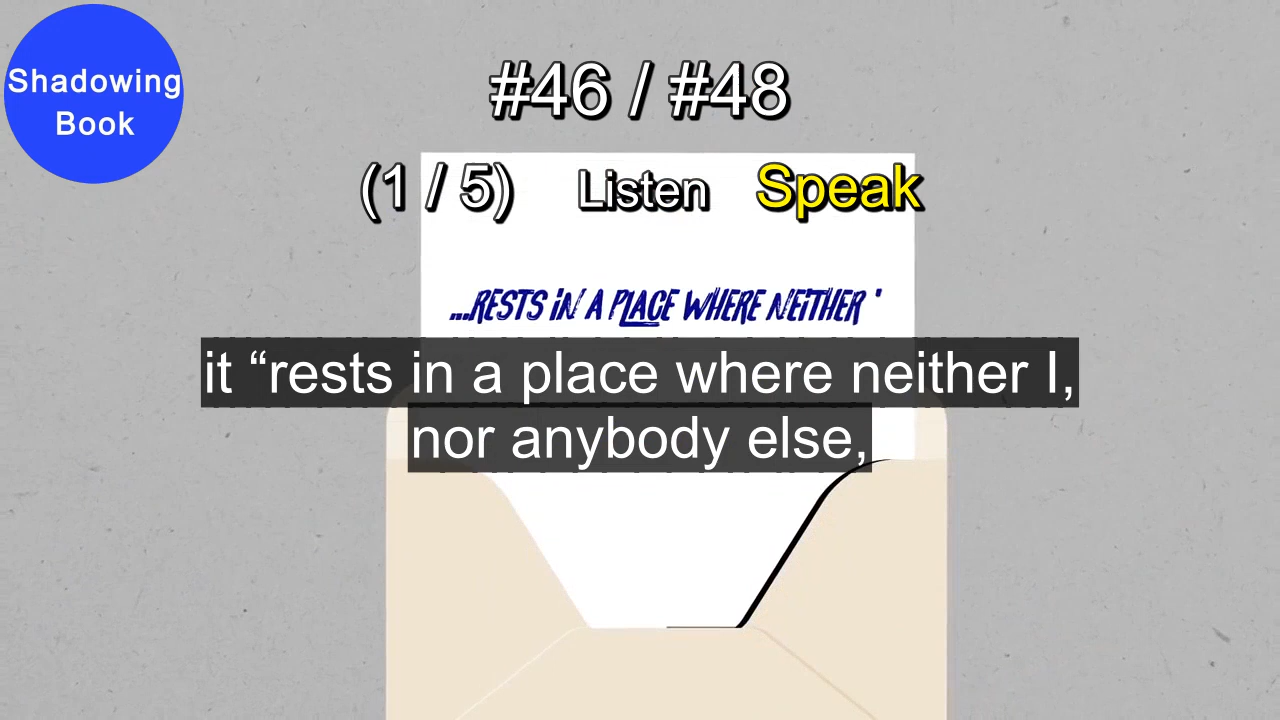 Shadowing
Book
#46 / #48
(1 / 5) Listen Speak
...RESTS IN A PLACE WHERE NEITHER '
it “rests in a place where neither I,
nor anybody else,